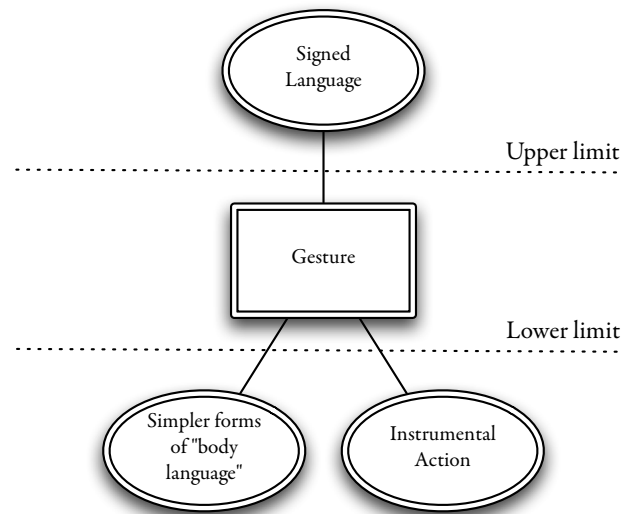 Signed
Language
Upper limit
Gesture
Lower limit
Simpler forms
of "body
language"
Instrumental
Action